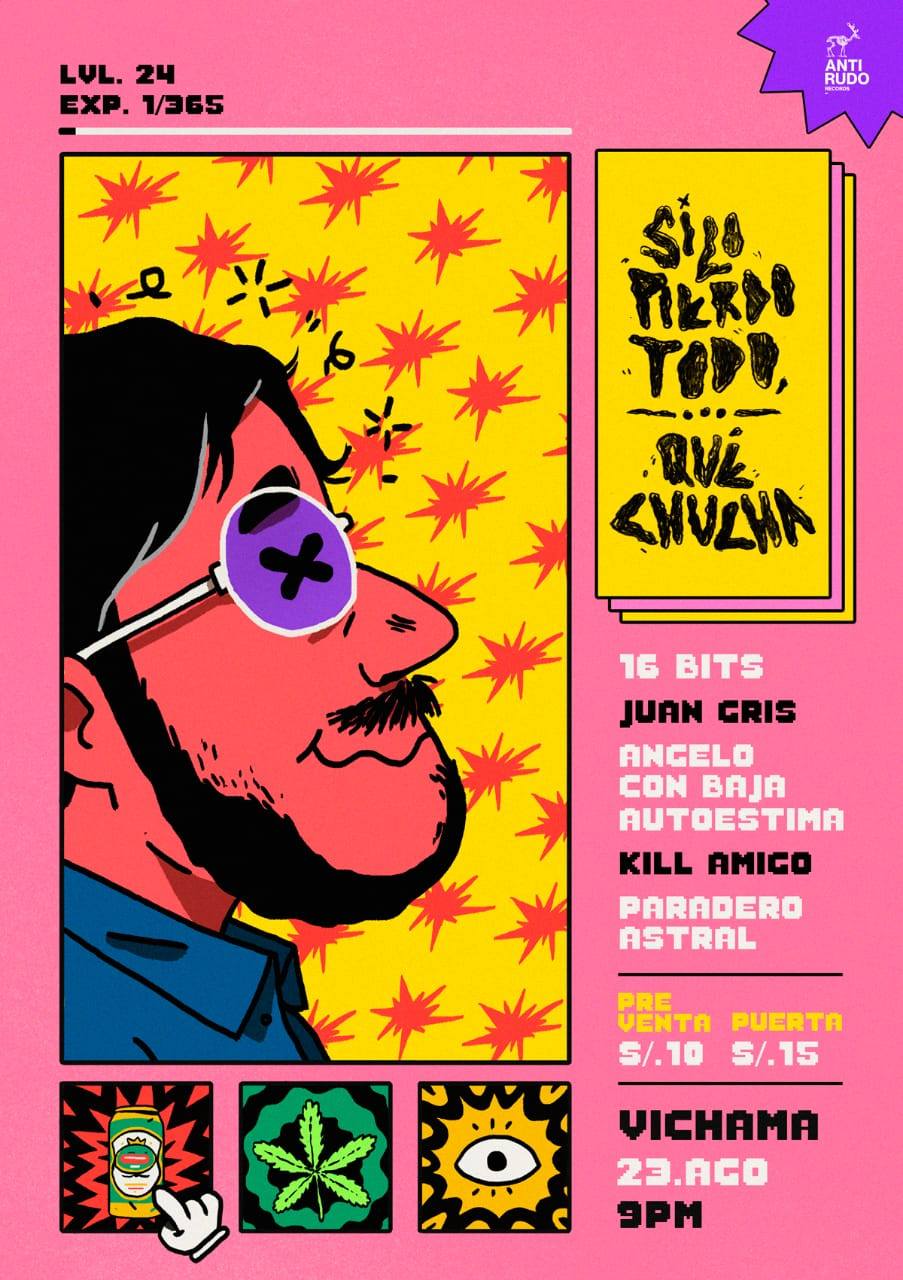 LVL. 24
EXP. 1/365
ANTI
RUDO
RECORDS
SI LO
PIERDO
TODO,
QUÉ
CHUCHA
16 BITS
JUAN GRIS
ANGELO
CON BAJA
AUTOESTIMA
KILL AMIGO
PARADERO
ASTRAL
PRE
VENTA PUERTA
S/.10 S/.15
VICHAMA
23.AGO
9PM